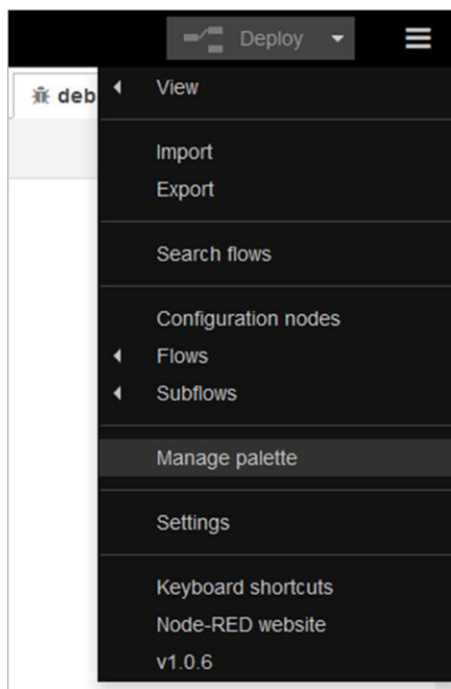 Deploy
deb
View
Import
Export
Search flows
Configuration nodes
Flows
Subflows
Manage palette
Settings
Keyboard shortcuts
Node-RED website
v1.0.6